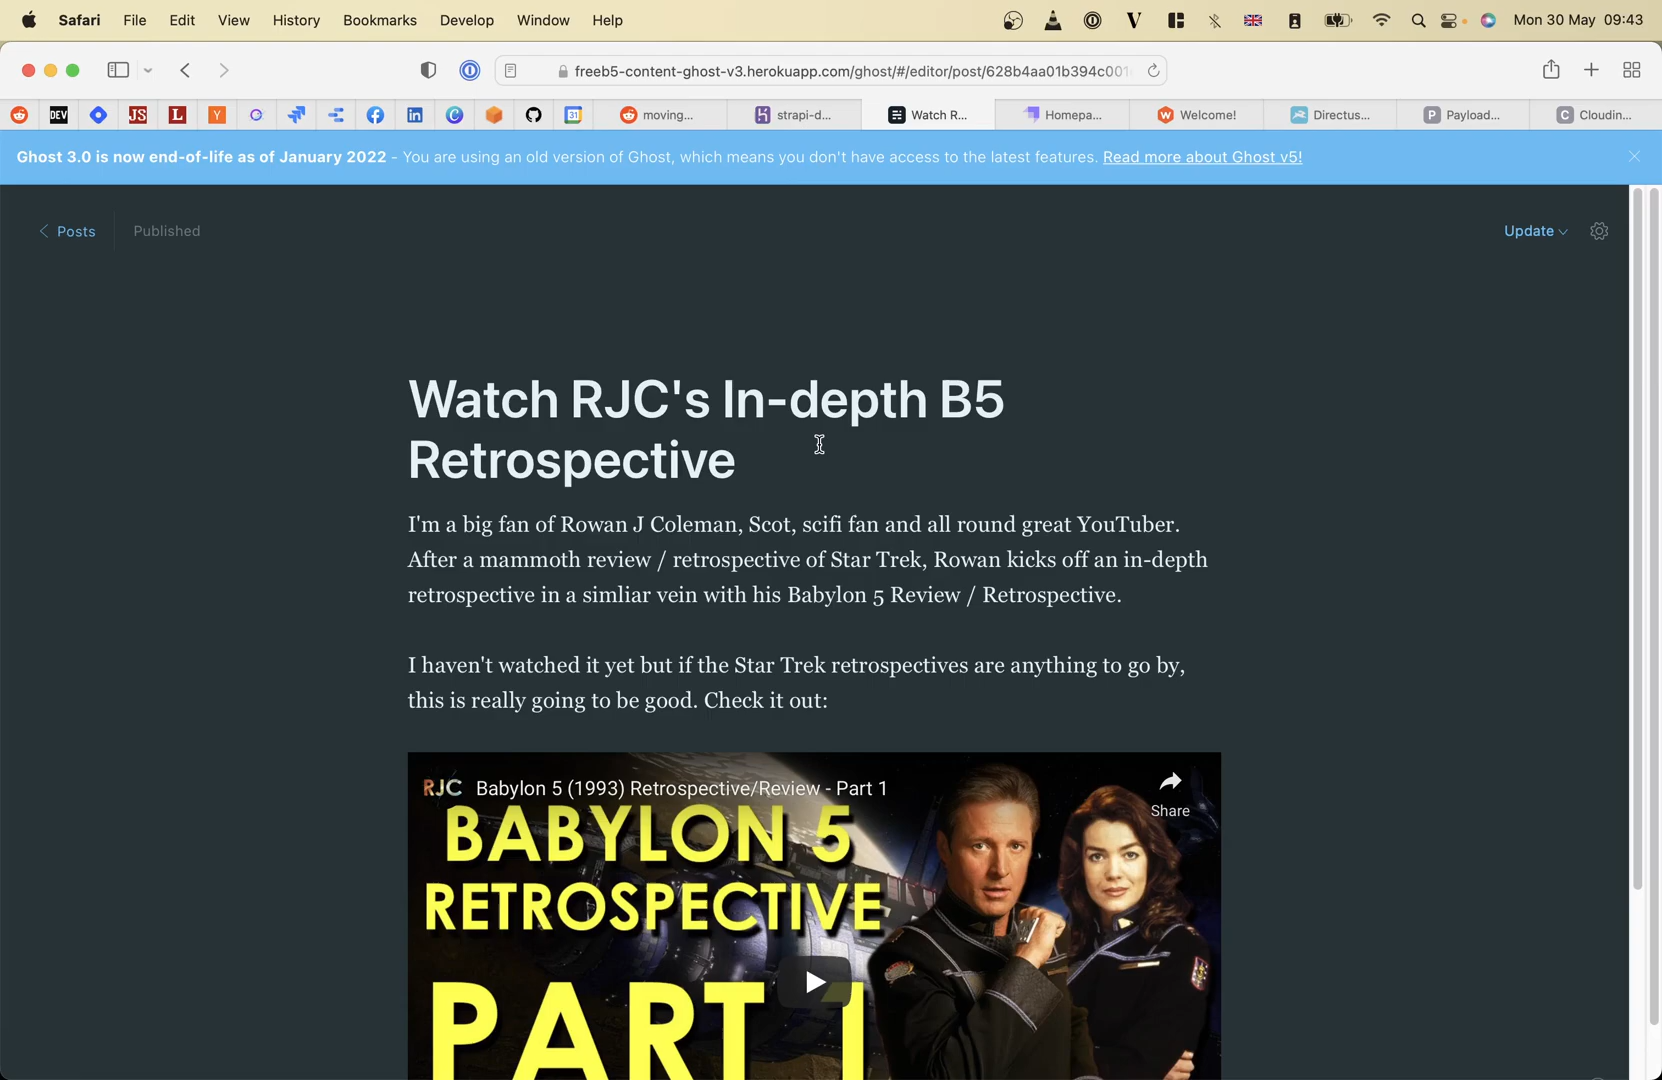 Safari File Edit View History Bookmarks Develop Window Help Mon 30 May 09:43
freeb5-content-ghost-v3.herokuapp.com/ghost/#/editor/post/628b4aa01b394c001
DEV JS L Y 31 moving... strapi-d... Watch R... Homepa... Welcome! Directus... P Payload... C Cloudin...
Ghost 3.0 is now end-of-life as of January 2022 - You are using an old version of Ghost, which means you don't have access to the latest features. Read more about Ghost v5!
Posts Published Update
Watch RJC's In-depth B5
Retrospective
I'm a big fan of Rowan J Coleman, Scot, scifi fan and all round great YouTuber.
After a mammoth review / retrospective of Star Trek, Rowan kicks off an in-depth
retrospective in a simliar vein with his Babylon 5 Review / Retrospective.
I haven't watched it yet but if the Star Trek retrospectives are anything to go by,
this is really going to be good. Check it out:
RJC Babylon 5 (1993) Retrospective/Review - Part 1
Share
BABYLON 5
RETROSPECTIVE
PART 1